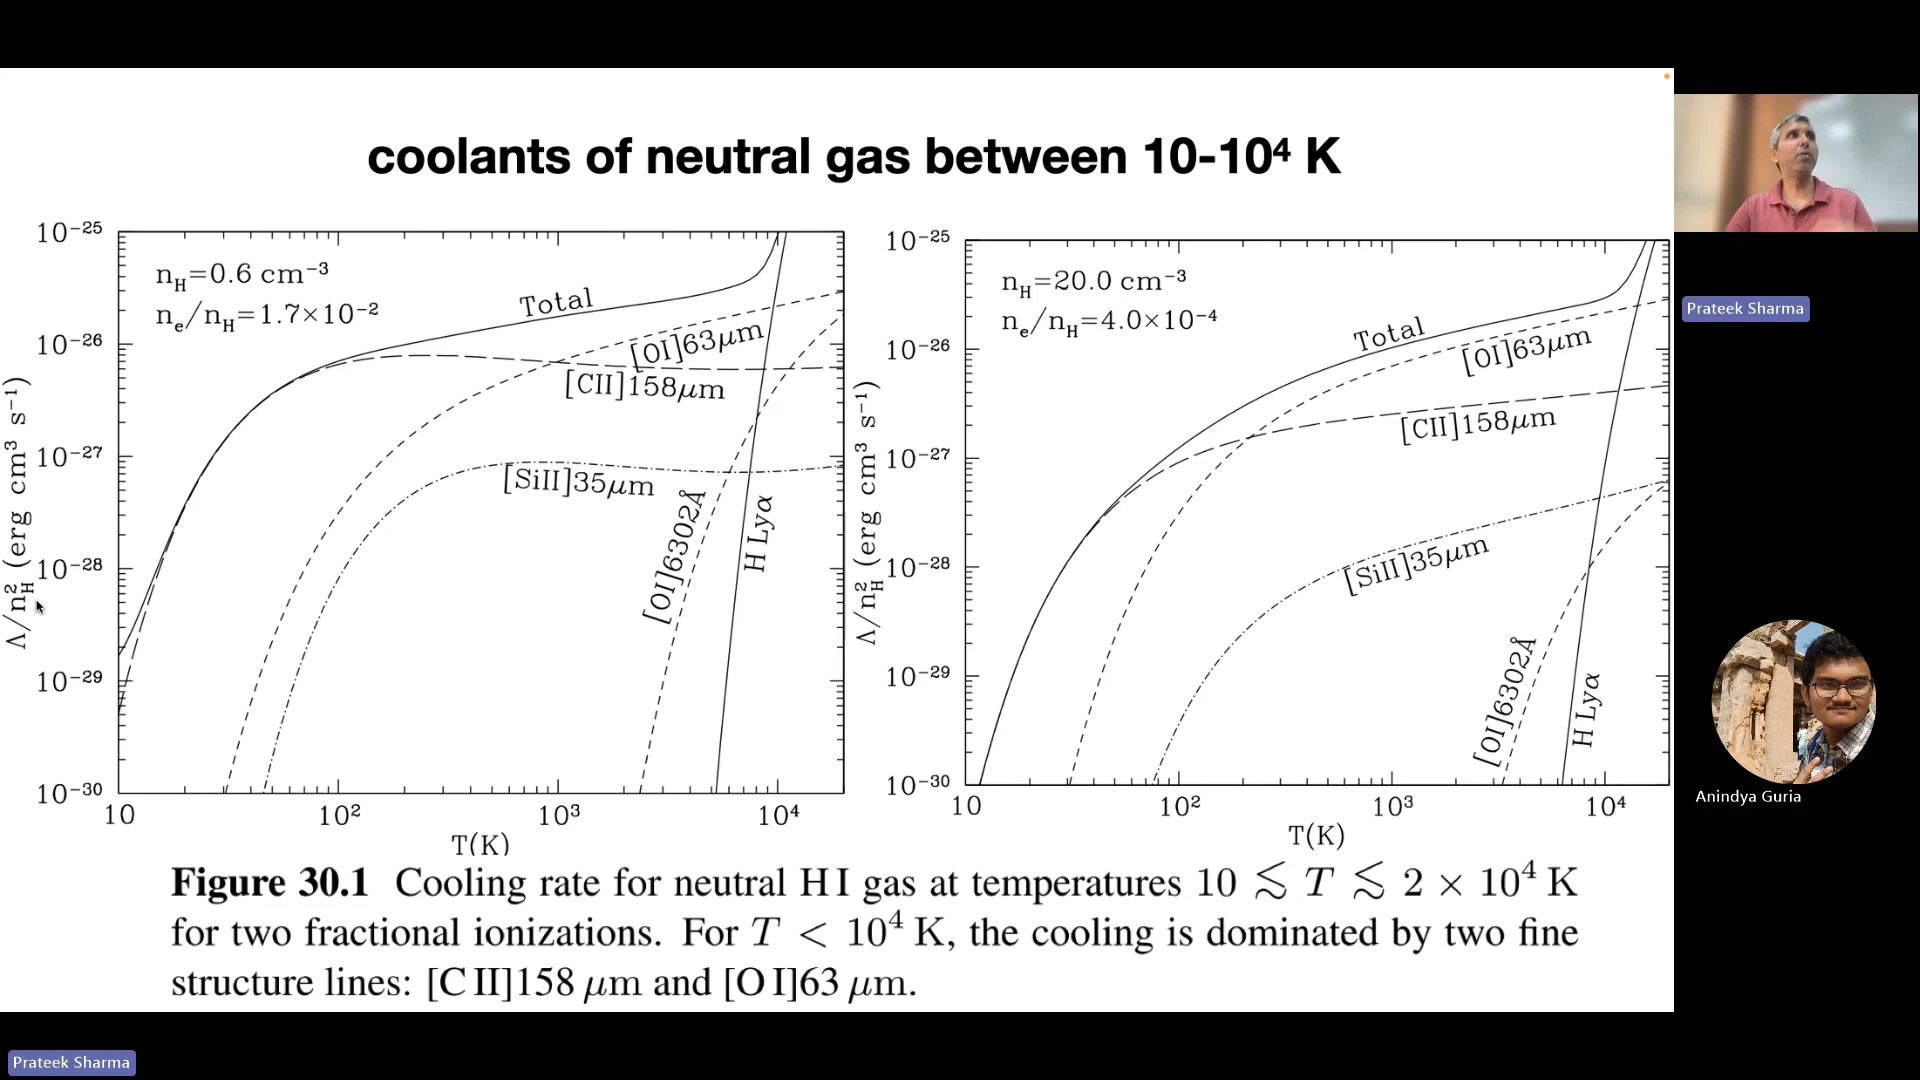 coolants of neutral gas between 10-10⁴ K
10⁻²⁵
10⁻²⁶
10⁻²⁷
10⁻²⁸
10⁻²⁹
10⁻³⁰
Λ/n_H² (erg cm³ s⁻¹)
n_H=0.6 cm⁻³
n_e/n_H=1.7×10⁻²
Total
[OI]63μm
[CII]158μm
[SiII]35μm
[OI]6302Å
H Lyα
10
10²
10³
10⁴
T(K)
10⁻²⁵
10⁻²⁶
10⁻²⁷
10⁻²⁸
10⁻²⁹
10⁻³⁰
Λ/n_H² (erg cm³ s⁻¹)
n_H=20.0 cm⁻³
n_e/n_H=4.0×10⁻⁴
Total
[OI]63μm
[CII]158μm
[SiII]35μm
[OI]6302Å
H Lyα
10
10²
10³
10⁴
T(K)
Figure 30.1 Cooling rate for neutral H I gas at temperatures 10 ≲ T ≲ 2 × 10⁴ K
for two fractional ionizations. For T < 10⁴ K, the cooling is dominated by two fine
structure lines: [C II]158 μm and [O I]63 μm.
Prateek Sharma
Anindya Guria
Prateek Sharma